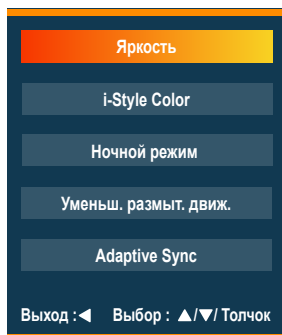 Яркость
i-Style Color
Ночной режим
Уменьш. размыт. движ.
Adaptive Sync
Выход :◀ Выбор : ▲/▼/ Толчок